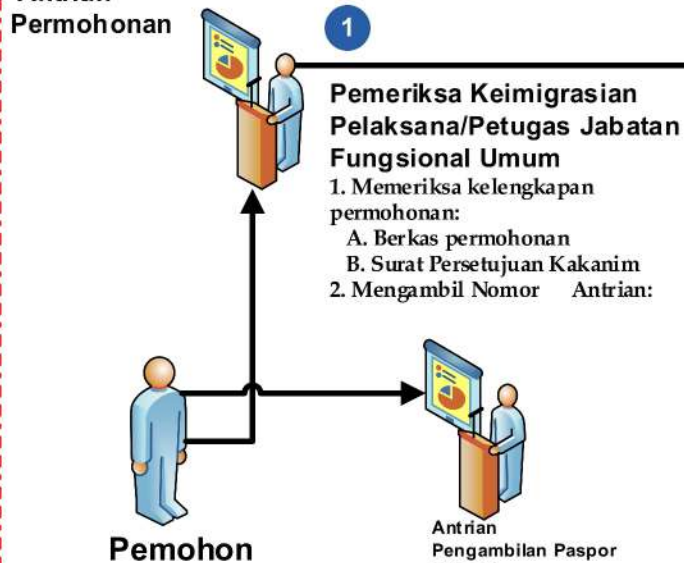 Permohonan
1
Pemeriksa Keimigrasian
Pelaksana/Petugas Jabatan
Fungsional Umum
1. Memeriksa kelengkapan
permohonan:
A. Berkas permohonan
B. Surat Persetujuan Kakanim
2. Mengambil Nomor Antrian:
Antrian
Pengambilan Paspor
Pemohon